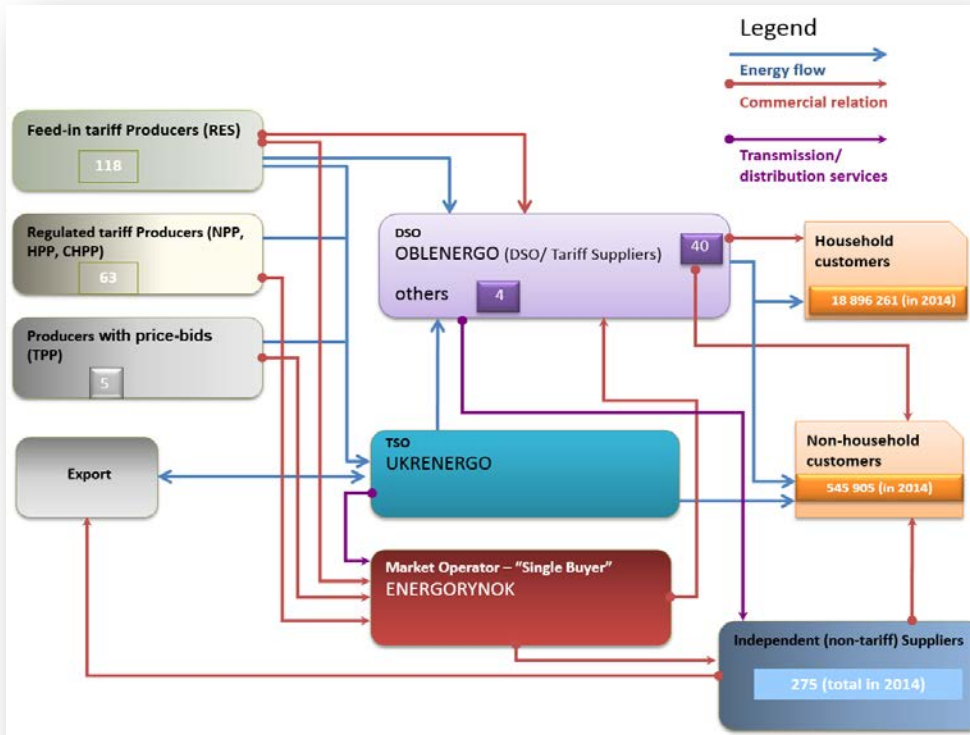 Legend
Energy flow
Commercial relation
Transmission/
distribution services
Feed-in tariff Producers (RES)
118
Regulated tariff Producers (NPP,
HPP, CHPP)
63
Producers with price-bids
(TPP)
5
Export
DSO
OBLENERGO (DSO/ Tariff Suppliers)
40
others
4
TSO
UKRENERGO
Market Operator – “Single Buyer”
ENERGORYNOK
Household
customers
18 896 261 (in 2014)
Non-household
customers
545 905 (in 2014)
Independent (non-tariff) Suppliers
275 (total in 2014)